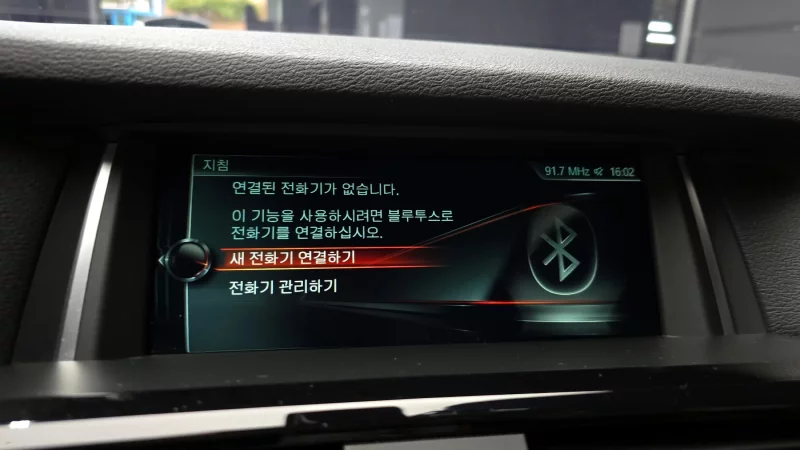 지침
91.7 MHz 16:02
연결된 전화기가 없습니다.
이 기능을 사용하시려면 블루투스로
전화기를 연결하십시오.
새 전화기 연결하기
전화기 관리하기